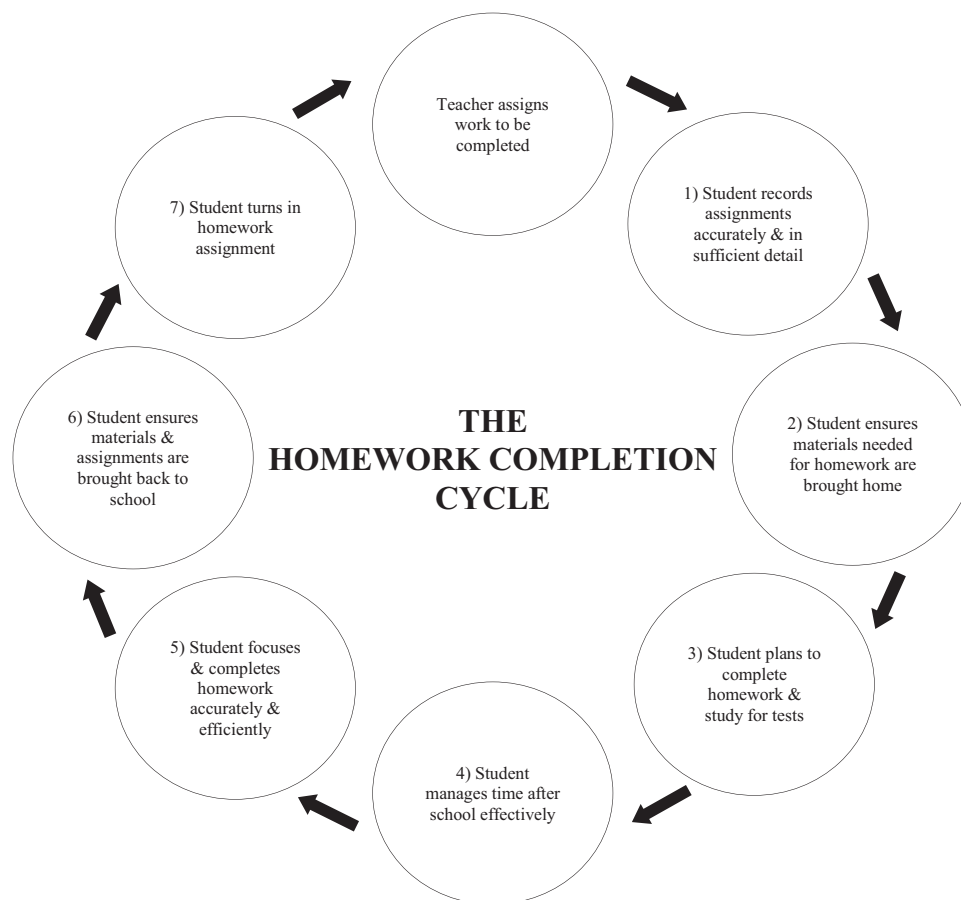 Teacher assigns
work to be
completed
1) Student records
assignments
accurately & in
sufficient detail
2) Student ensures
materials needed
for homework are
brought home
3) Student plans to
complete
homework &
study for tests
4) Student
manages time after
school effectively
5) Student focuses
& completes
homework
accurately &
efficiently
6) Student ensures
materials &
assignments are
brought back to
school
7) Student turns in
homework
assignment
THE
HOMEWORK COMPLETION
CYCLE